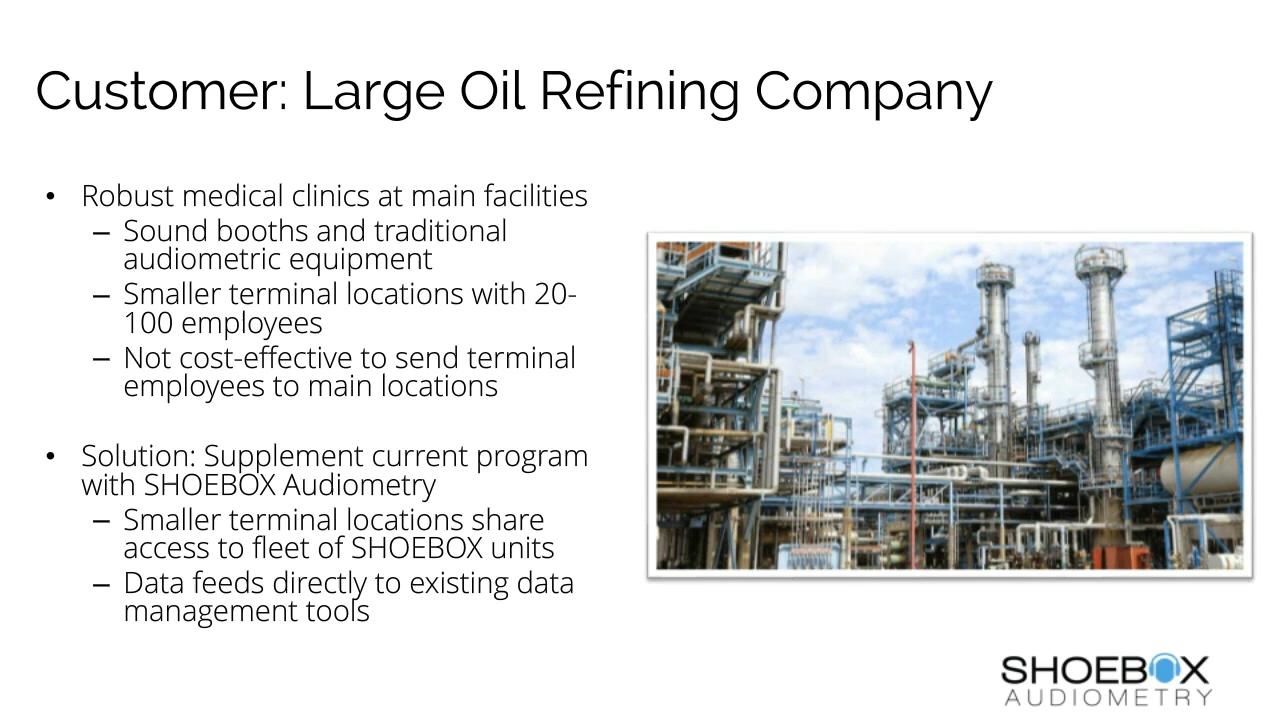 Customer: Large Oil Refining Company
• Robust medical clinics at main facilities
– Sound booths and traditional
audiometric equipment
– Smaller terminal locations with 20-
100 employees
– Not cost-effective to send terminal
employees to main locations
• Solution: Supplement current program
with SHOEBOX Audiometry
– Smaller terminal locations share
access to fleet of SHOEBOX units
– Data feeds directly to existing data
management tools
SHOEBOX
AUDIOMETRY